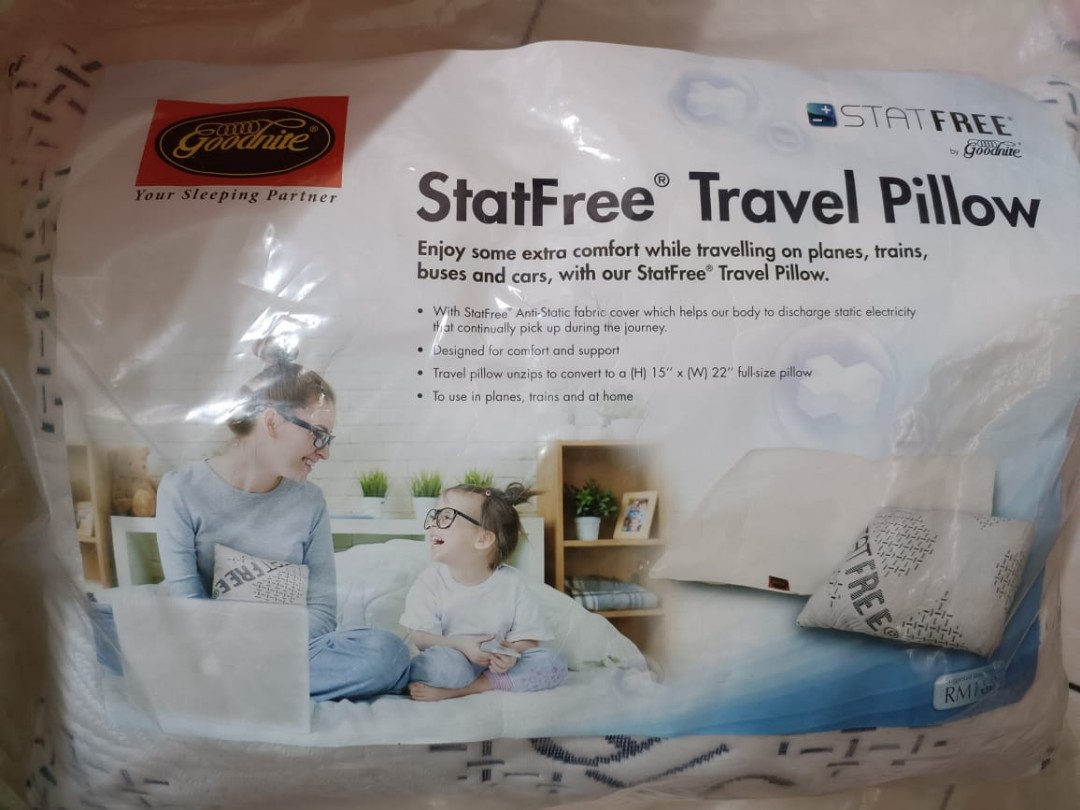 Goodnite®
Your Sleeping Partner
STATFREE®
by Goodnite®
StatFree® Travel Pillow
Enjoy some extra comfort while travelling on planes, trains,
buses and cars, with our StatFree® Travel Pillow.
• With StatFree™ Anti-Static fabric cover which helps our body to discharge static electricity
that continually pick up during the journey.
• Designed for comfort and support
• Travel pillow unzips to convert to a (H) 15″ x (W) 22″ full-size pillow
• To use in planes, trains and at home